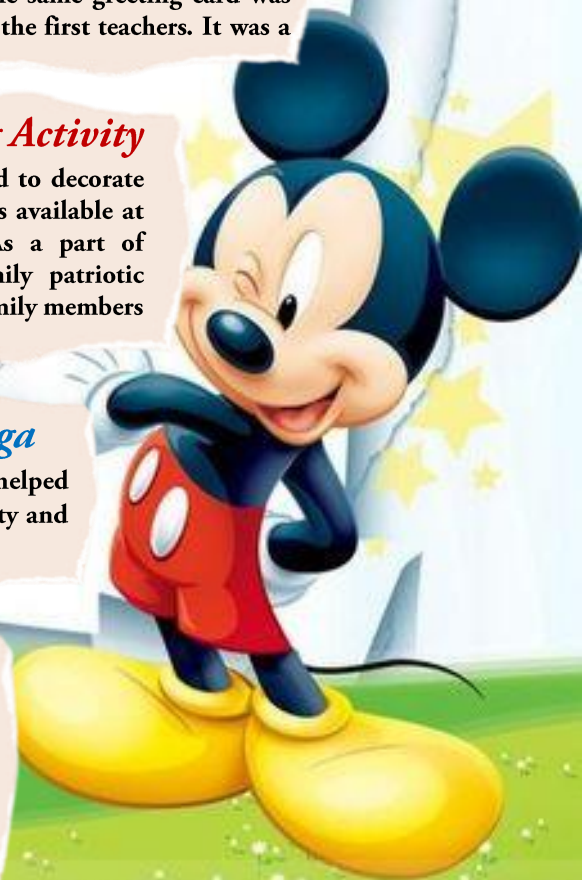 same greeting card was
the first teachers. It was a
Activity
d to decorate
s available at
As a part of
nily patriotic
nily members
ga
helped
ty and